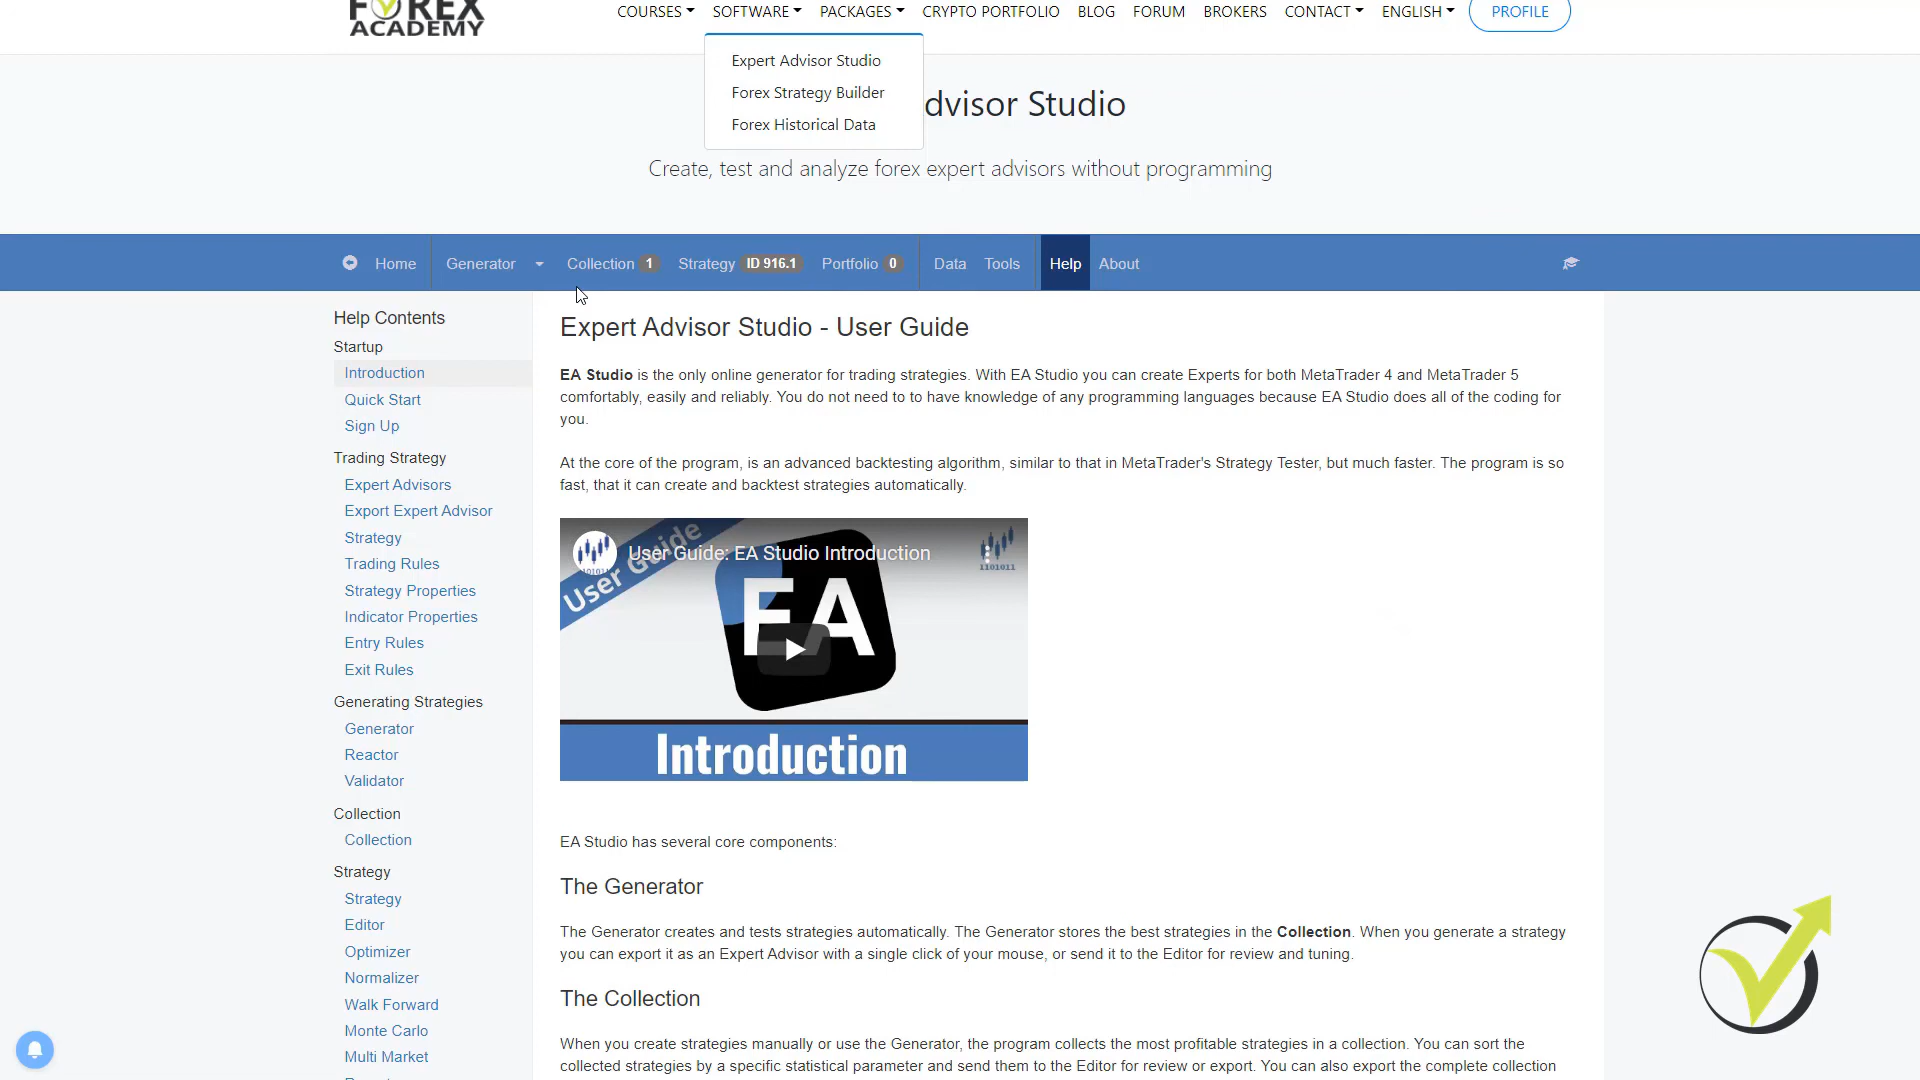 FOREX
ACADEMY
COURSES
SOFTWARE
PACKAGES
CRYPTO PORTFOLIO
BLOG
FORUM
BROKERS
CONTACT
ENGLISH
PROFILE
Expert Advisor Studio
Forex Strategy Builder
Forex Historical Data
dvisor Studio
Create, test and analyze forex expert advisors without programming
Home
Generator
Collection 1
Strategy ID 916.1
Portfolio 0
Data
Tools
Help
About
Help Contents
Startup
Introduction
Quick Start
Sign Up
Trading Strategy
Expert Advisors
Export Expert Advisor
Strategy
Trading Rules
Strategy Properties
Indicator Properties
Entry Rules
Exit Rules
Generating Strategies
Generator
Reactor
Validator
Collection
Collection
Strategy
Strategy
Editor
Optimizer
Normalizer
Walk Forward
Monte Carlo
Multi Market
Expert Advisor Studio - User Guide
EA Studio is the only online generator for trading strategies. With EA Studio you can create Experts for both MetaTrader 4 and MetaTrader 5
comfortably, easily and reliably. You do not need to to have knowledge of any programming languages because EA Studio does all of the coding for
you.
At the core of the program, is an advanced backtesting algorithm, similar to that in MetaTrader's Strategy Tester, but much faster. The program is so
fast, that it can create and backtest strategies automatically.
User Guide: EA Studio Introduction
User Guide
1101011
EA
Introduction
EA Studio has several core components:
The Generator
The Generator creates and tests strategies automatically. The Generator stores the best strategies in the Collection. When you generate a strategy
you can export it as an Expert Advisor with a single click of your mouse, or send it to the Editor for review and tuning.
The Collection
When you create strategies manually or use the Generator, the program collects the most profitable strategies in a collection. You can sort the
collected strategies by a specific statistical parameter and send them to the Editor for review or export. You can also export the complete collection